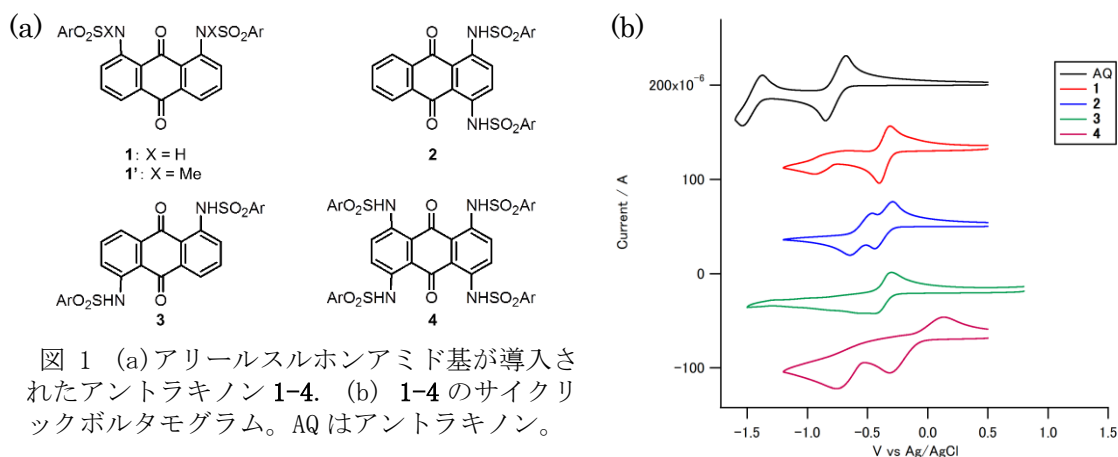 (a)
ArO₂SXN O NXSO₂Ar
O
1: X = H
1': X = Me
O NHSO₂Ar
O NHSO₂Ar
2
O NHSO₂Ar
ArO₂SHN O
3
ArO₂SHN O NHSO₂Ar
ArO₂SHN O NHSO₂Ar
4
図 1 (a)アリールスルホンアミド基が導入さ
れたアントラキノン 1-4. (b) 1-4 のサイクリ
ックボルタモグラム。AQ はアントラキノン。
(b)
Current / A
200x10⁻⁶
100
0
-100
-1.5 -1.0 -0.5 0.0 0.5 1.0 1.5
V vs Ag/AgCl
AQ
1
2
3
4